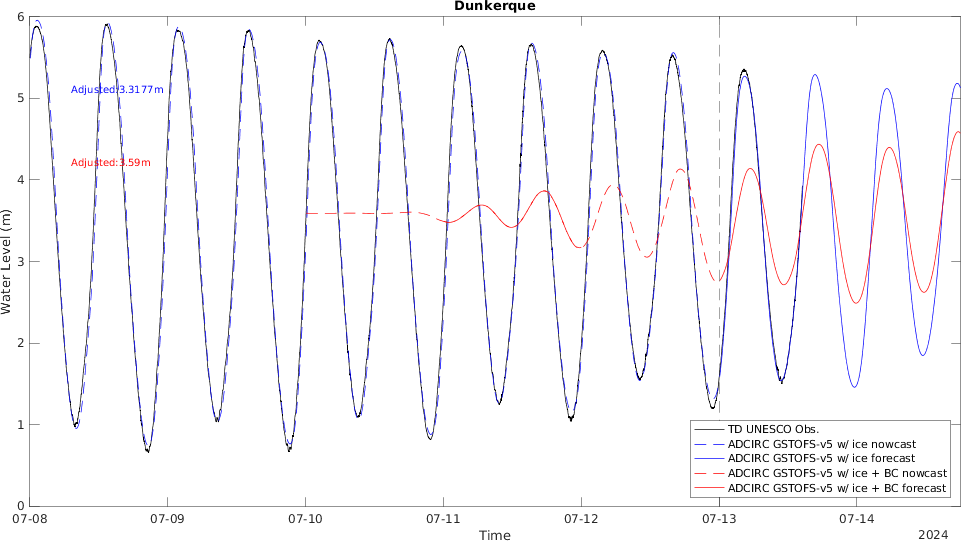 Dunkerque
6
5
4
3
2
1
0
Water Level (m)
Adjusted:3.3177m
Adjusted:3.59m
TD UNESCO Obs.
ADCIRC GSTOFS-v5 w/ ice nowcast
ADCIRC GSTOFS-v5 w/ ice forecast
ADCIRC GSTOFS-v5 w/ ice + BC nowcast
ADCIRC GSTOFS-v5 w/ ice + BC forecast
07-08 07-09 07-10 07-11 07-12 07-13 07-14
Time
2024